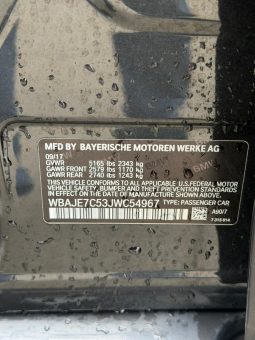 MFD BY BAYERISCHE MOTOREN WERKE AG
09/17
GVWR 5165 lbs 2343 kg
GAWR FRONT 2579 lbs 1170 kg
GAWR REAR 2740 lbs 1243 kg
THIS VEHICLE CONFORMS TO ALL APPLICABLE U.S.FEDERAL
SAFETY, BUMPER, AND THEFT PREVENTION STANDARDS
IN EFFECT ON THE DATE OF MANUFACTURE SHOWN ABOVE.
WBAJE7C53JWC54967 TYPE: PASSENGER CAR
A90/7